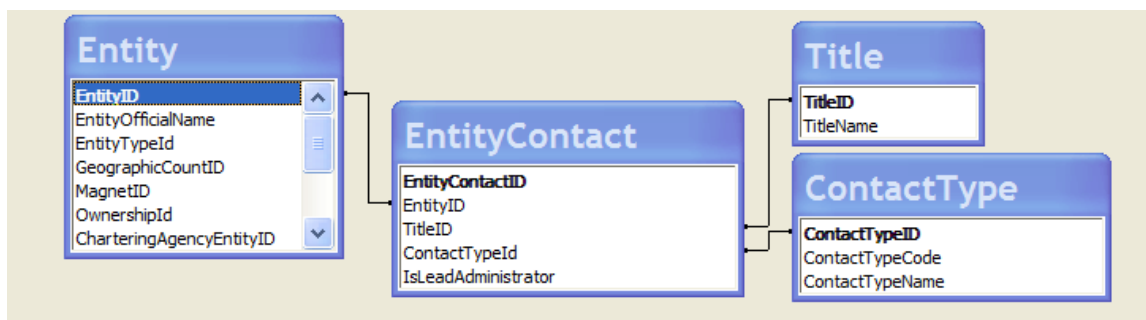 Entity
EntityID
EntityOfficialName
EntityTypeId
GeographicCountID
MagnetID
OwnershipId
CharteringAgencyEntityID
EntityContact
EntityContactID
EntityID
TitleID
ContactTypeId
IsLeadAdministrator
Title
TitleID
TitleName
ContactType
ContactTypeID
ContactTypeCode
ContactTypeName